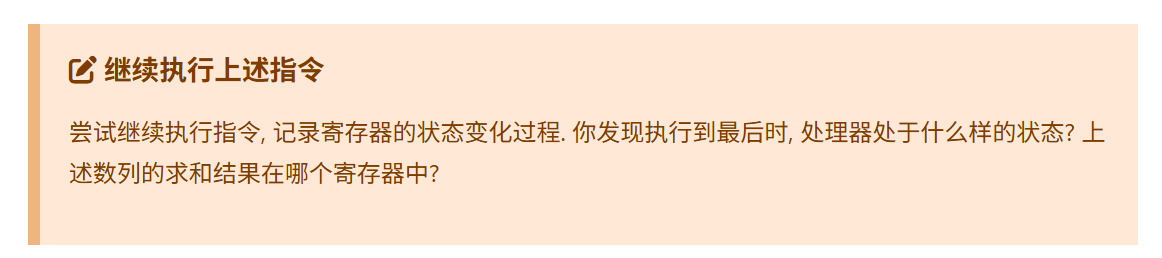 继续执行上述指令
尝试继续执行指令, 记录寄存器的状态变化过程. 你发现执行到最后时, 处理器处于什么样的状态? 上
述数列的求和结果在哪个寄存器中?